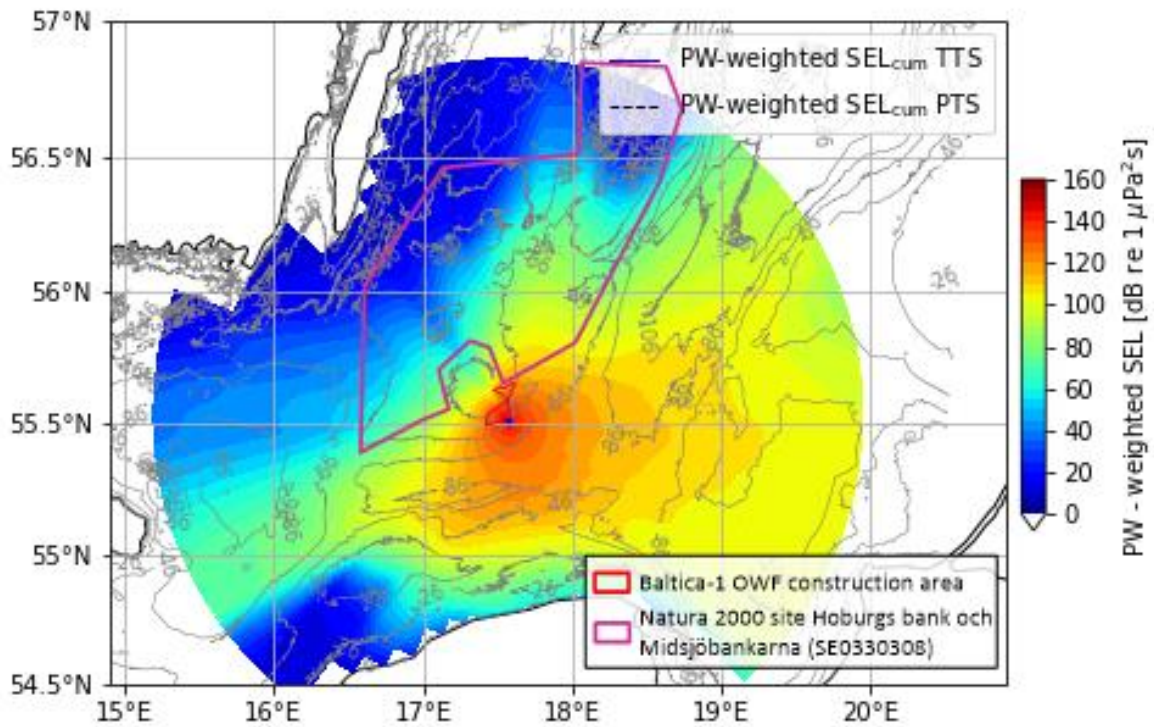 57°N
PW-weighted SELcum TTS
PW-weighted SELcum PTS
56.5°N
56°N
55.5°N
55°N
54.5°N
15°E 16°E 17°E 18°E 19°E 20°E
160
140
120
100
80
60
40
20
0
PW - weighted SEL [dB re 1 μPa²s]
Baltica-1 OWF construction area
Natura 2000 site Hoburgs bank och
Midsjöbankarna (SE0330308)